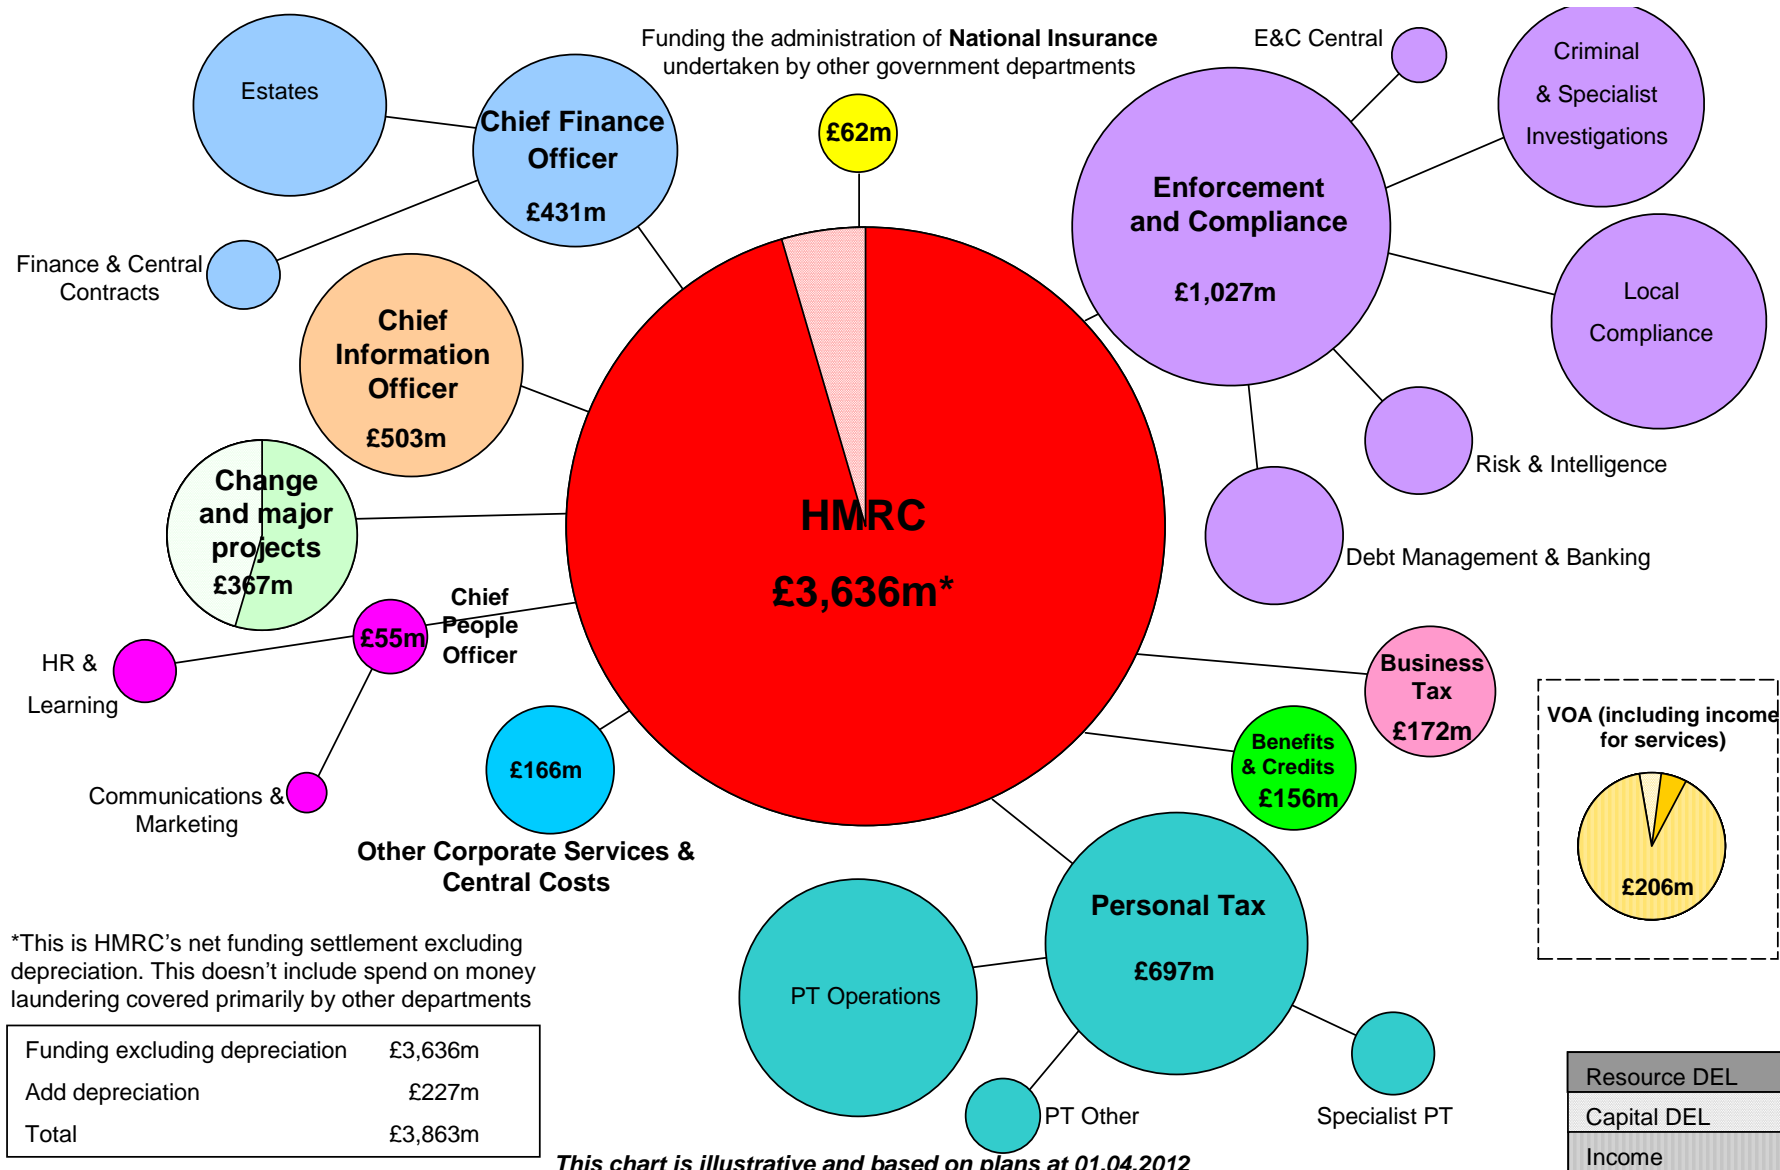 Funding the administration of National Insurance
undertaken by other government departments
£62m
Estates
Chief Finance
Officer
£431m
Finance & Central
Contracts
Chief
Information
Officer
£503m
Change
and major
projects
£367m
Chief
People
Officer
£55m
HR &
Learning
Communications &
Marketing
£166m
Other Corporate Services &
Central Costs
HMRC
£3,636m*
E&C Central
Criminal
& Specialist
Investigations
Enforcement
and Compliance
£1,027m
Local
Compliance
Risk & Intelligence
Debt Management & Banking
Business
Tax
£172m
Benefits
& Credits
£156m
Personal Tax
£697m
PT Operations
PT Other
Specialist PT
VOA (including income
for services)
£206m
*This is HMRC’s net funding settlement excluding
depreciation. This doesn’t include spend on money
laundering covered primarily by other departments
Funding excluding depreciation £3,636m
Add depreciation £227m
Total £3,863m
Resource DEL
Capital DEL
Income
This chart is illustrative and based on plans at 01.04.2012